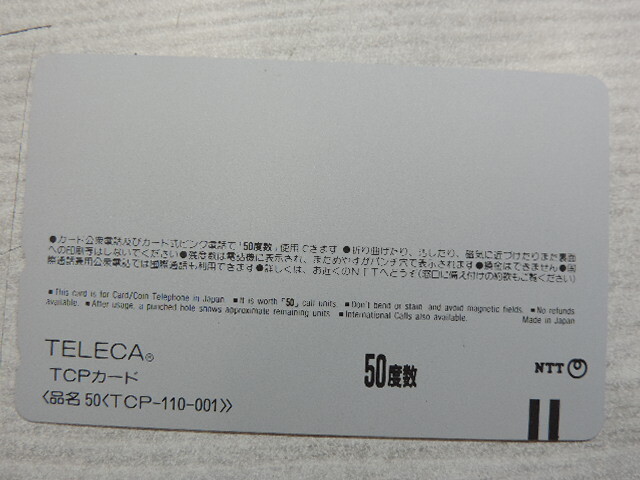 ●カード公衆電話及びカード式ピンク電話で「50度数」使用できます●折り曲げたり、汚したり、磁気に近づけたりまた裏面
への印刷等はしないでください●残度数は電話機に表示され、まためやすがパンチ穴で表示されます●換金はできません●国
際通話兼用公衆電話では国際通話も利用できます●詳しくは、お近くのNTTへどうぞ(窓口に備え付けの約款もご覧ください)
■This card is for Card/Coin Telephone in Japan. ■It is worth "50" call units. ■Don't bend or stain and avoid magnetic fields. ■No refunds
available. ■After usage, a punched hole shows approximate remaining units. ■International Calls also available. Made in Japan
TELECA®
TCPカード
〈品名 50〈TCP-110-001〉〉
50度数
NTT